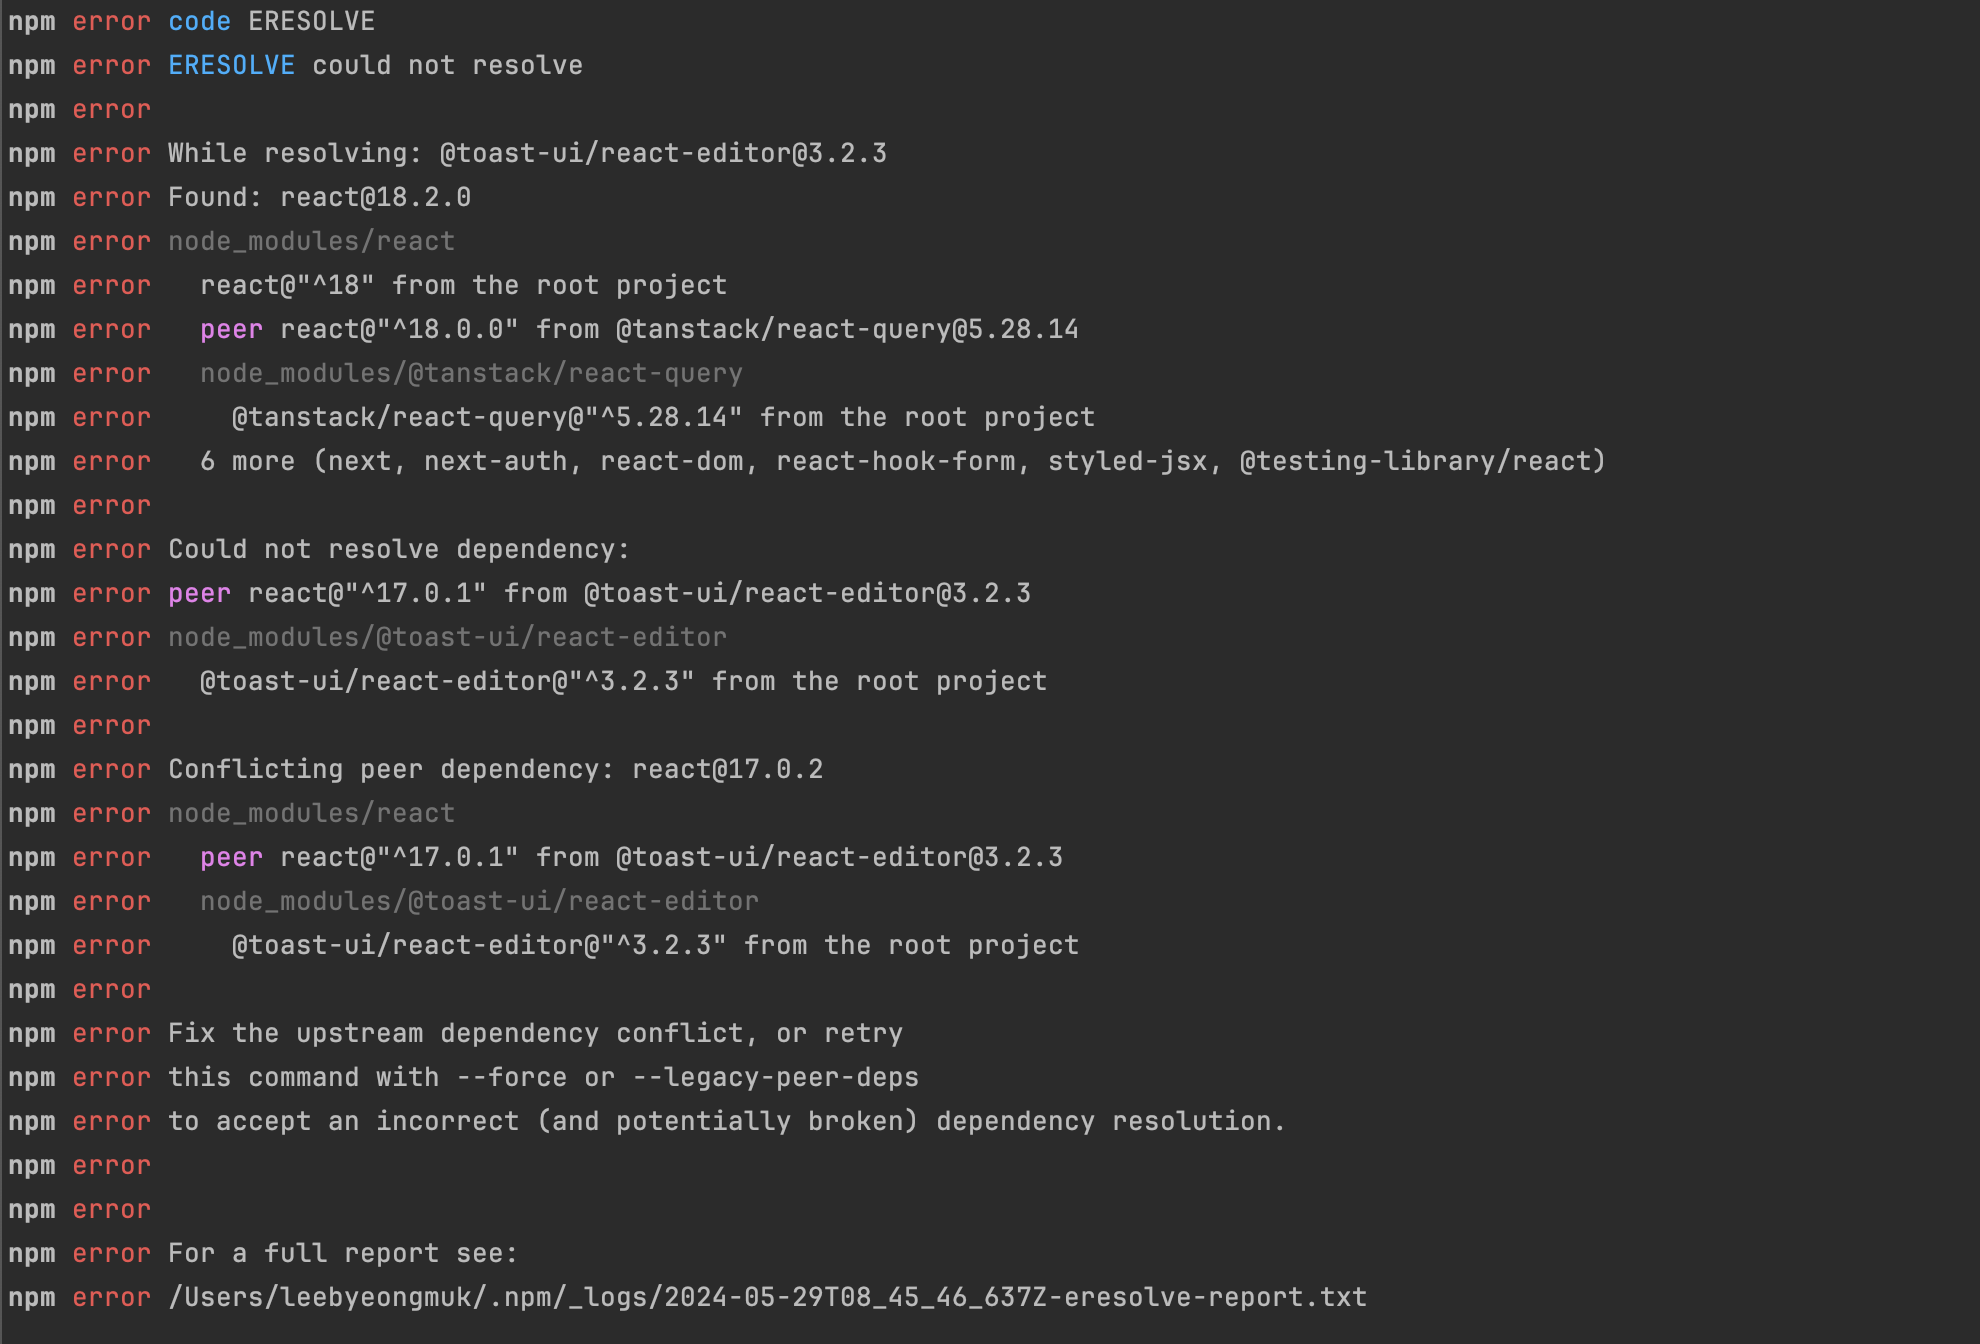 npm error code ERESOLVE
npm error ERESOLVE could not resolve
npm error
npm error While resolving: @toast-ui/react-editor@3.2.3
npm error Found: react@18.2.0
npm error node_modules/react
npm error   react@"^18" from the root project
npm error   peer react@"^18.0.0" from @tanstack/react-query@5.28.14
npm error   node_modules/@tanstack/react-query
npm error     @tanstack/react-query@"^5.28.14" from the root project
npm error   6 more (next, next-auth, react-dom, react-hook-form, styled-jsx, @testing-library/react)
npm error
npm error Could not resolve dependency:
npm error peer react@"^17.0.1" from @toast-ui/react-editor@3.2.3
npm error node_modules/@toast-ui/react-editor
npm error   @toast-ui/react-editor@"^3.2.3" from the root project
npm error
npm error Conflicting peer dependency: react@17.0.2
npm error node_modules/react
npm error   peer react@"^17.0.1" from @toast-ui/react-editor@3.2.3
npm error   node_modules/@toast-ui/react-editor
npm error     @toast-ui/react-editor@"^3.2.3" from the root project
npm error
npm error Fix the upstream dependency conflict, or retry
npm error this command with --force or --legacy-peer-deps
npm error to accept an incorrect (and potentially broken) dependency resolution.
npm error
npm error
npm error For a full report see:
npm error /Users/leebyeongmuk/.npm/_logs/2024-05-29T08_45_46_637Z-eresolve-report.txt